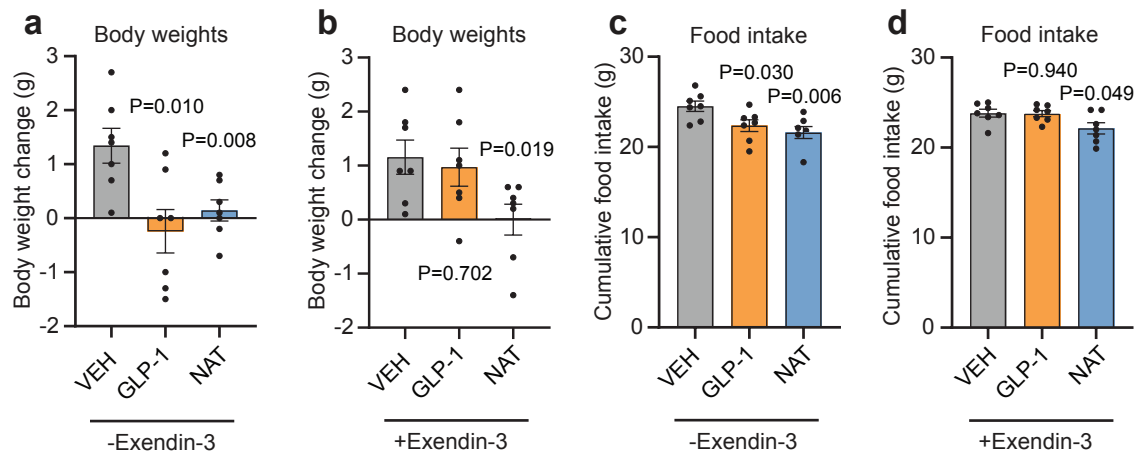 a
Body weights
Body weight change (g)
3
2
1
0
-1
-2
P=0.010
P=0.008
VEH
GLP-1
NAT
-Exendin-3
b
Body weights
Body weight change (g)
3
2
1
0
-1
-2
P=0.019
P=0.702
VEH
GLP-1
NAT
+Exendin-3
c
Food intake
Cumulative food intake (g)
30
20
10
0
P=0.030
P=0.006
VEH
GLP-1
NAT
-Exendin-3
d
Food intake
Cumulative food intake (g)
30
20
10
0
P=0.940
P=0.049
VEH
GLP-1
NAT
+Exendin-3